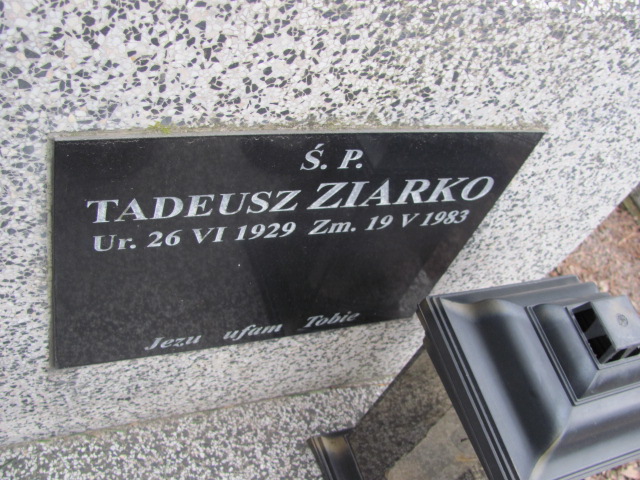 Ś. P.
TADEUSZ ZIARKO
Ur. 26 VI 1929 Zm. 19 V 1983
Jezu ufam Tobie